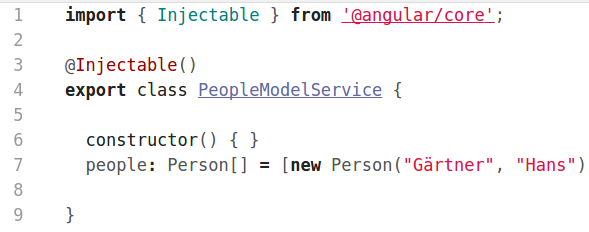 1 import { Injectable } from '@angular/core';
2
3 @Injectable()
4 export class PeopleModelService {
5
6 constructor() { }
7 people: Person[] = [new Person("Gärtner", "Hans")
8
9 }